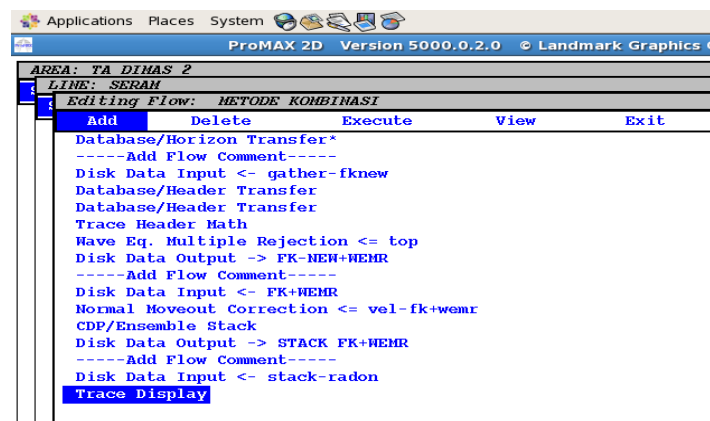 Applications Places System
ProMAX 2D Version 5000.0.2.0 © Landmark Graphics
AREA: TA DIMAS 2
LINE: SERAM
Editing Flow: METODE KOMBINASI
Add Delete Execute View Exit
Database/Horizon Transfer*
-----Add Flow Comment-----
Disk Data Input <- gather-fknew
Database/Header Transfer
Database/Header Transfer
Trace Header Math
Wave Eq. Multiple Rejection <= top
Disk Data Output -> FK-NEW+WEMR
-----Add Flow Comment-----
Disk Data Input <- FK+WEMR
Normal Moveout Correction <= vel-fk+wemr
CDP/Ensemble Stack
Disk Data Output -> STACK FK+WEMR
-----Add Flow Comment-----
Disk Data Input <- stack-radon
Trace Display